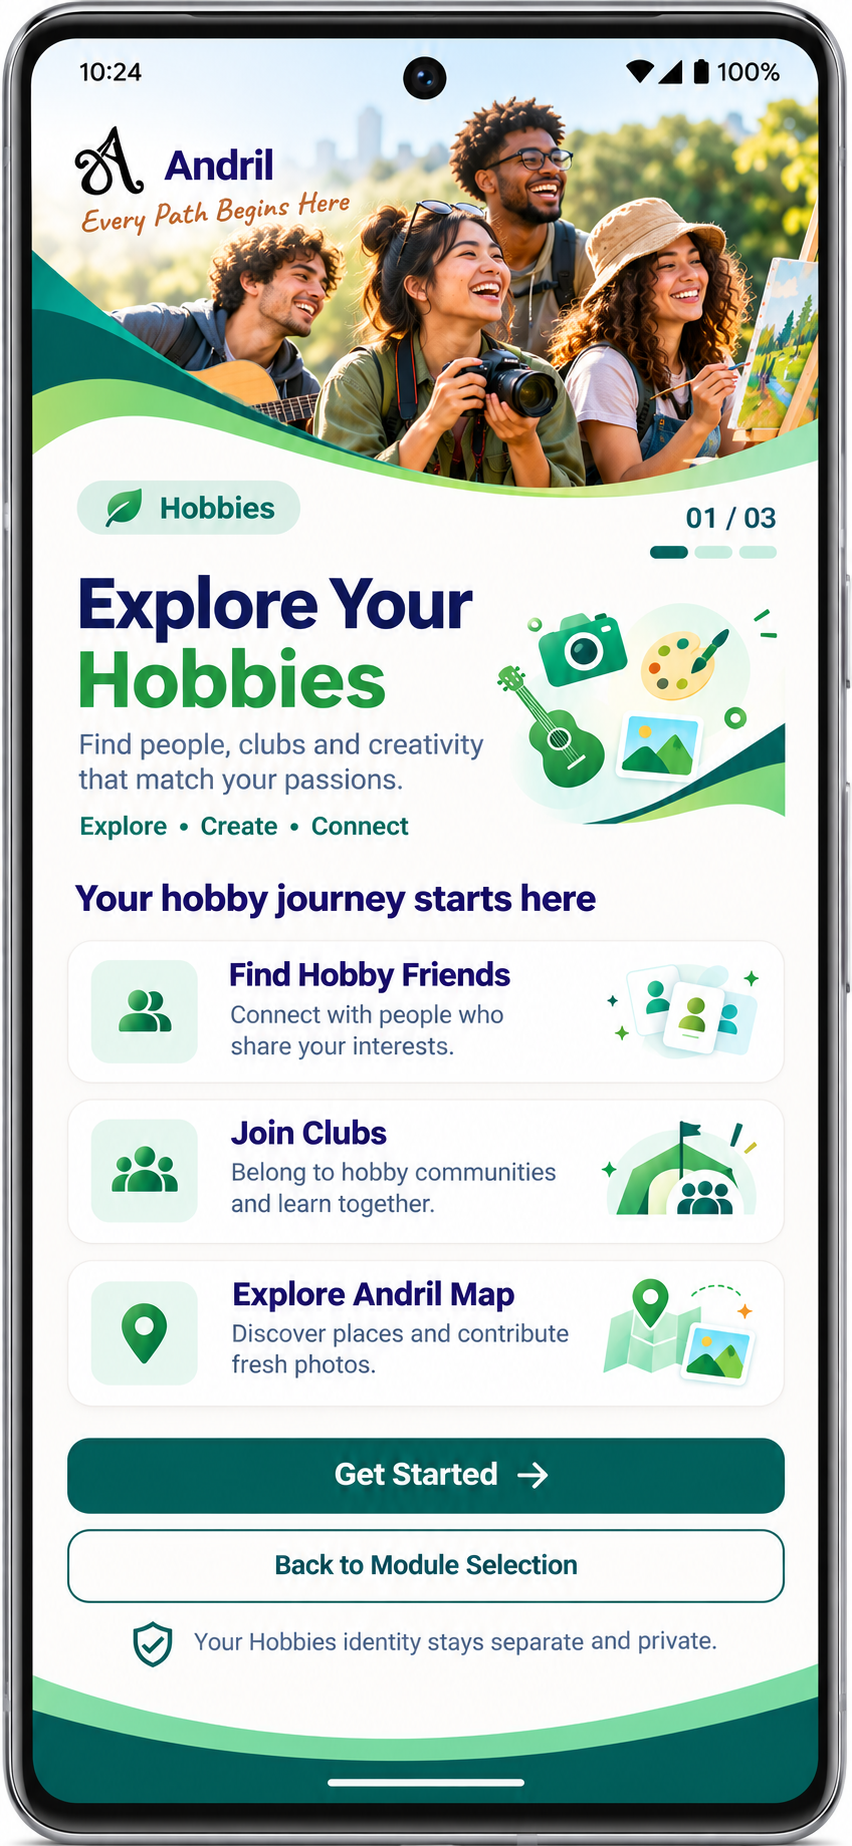 10:24
100%
A Andril
Every Path Begins Here
Hobbies
01 / 03
Explore Your
Hobbies
Find people, clubs and creativity
that match your passions.
Explore • Create • Connect
Your hobby journey starts here
Find Hobby Friends
Connect with people who
share your interests.
Join Clubs
Belong to hobby communities
and learn together.
Explore Andril Map
Discover places and contribute
fresh photos.
Get Started →
Back to Module Selection
Your Hobbies identity stays separate and private.